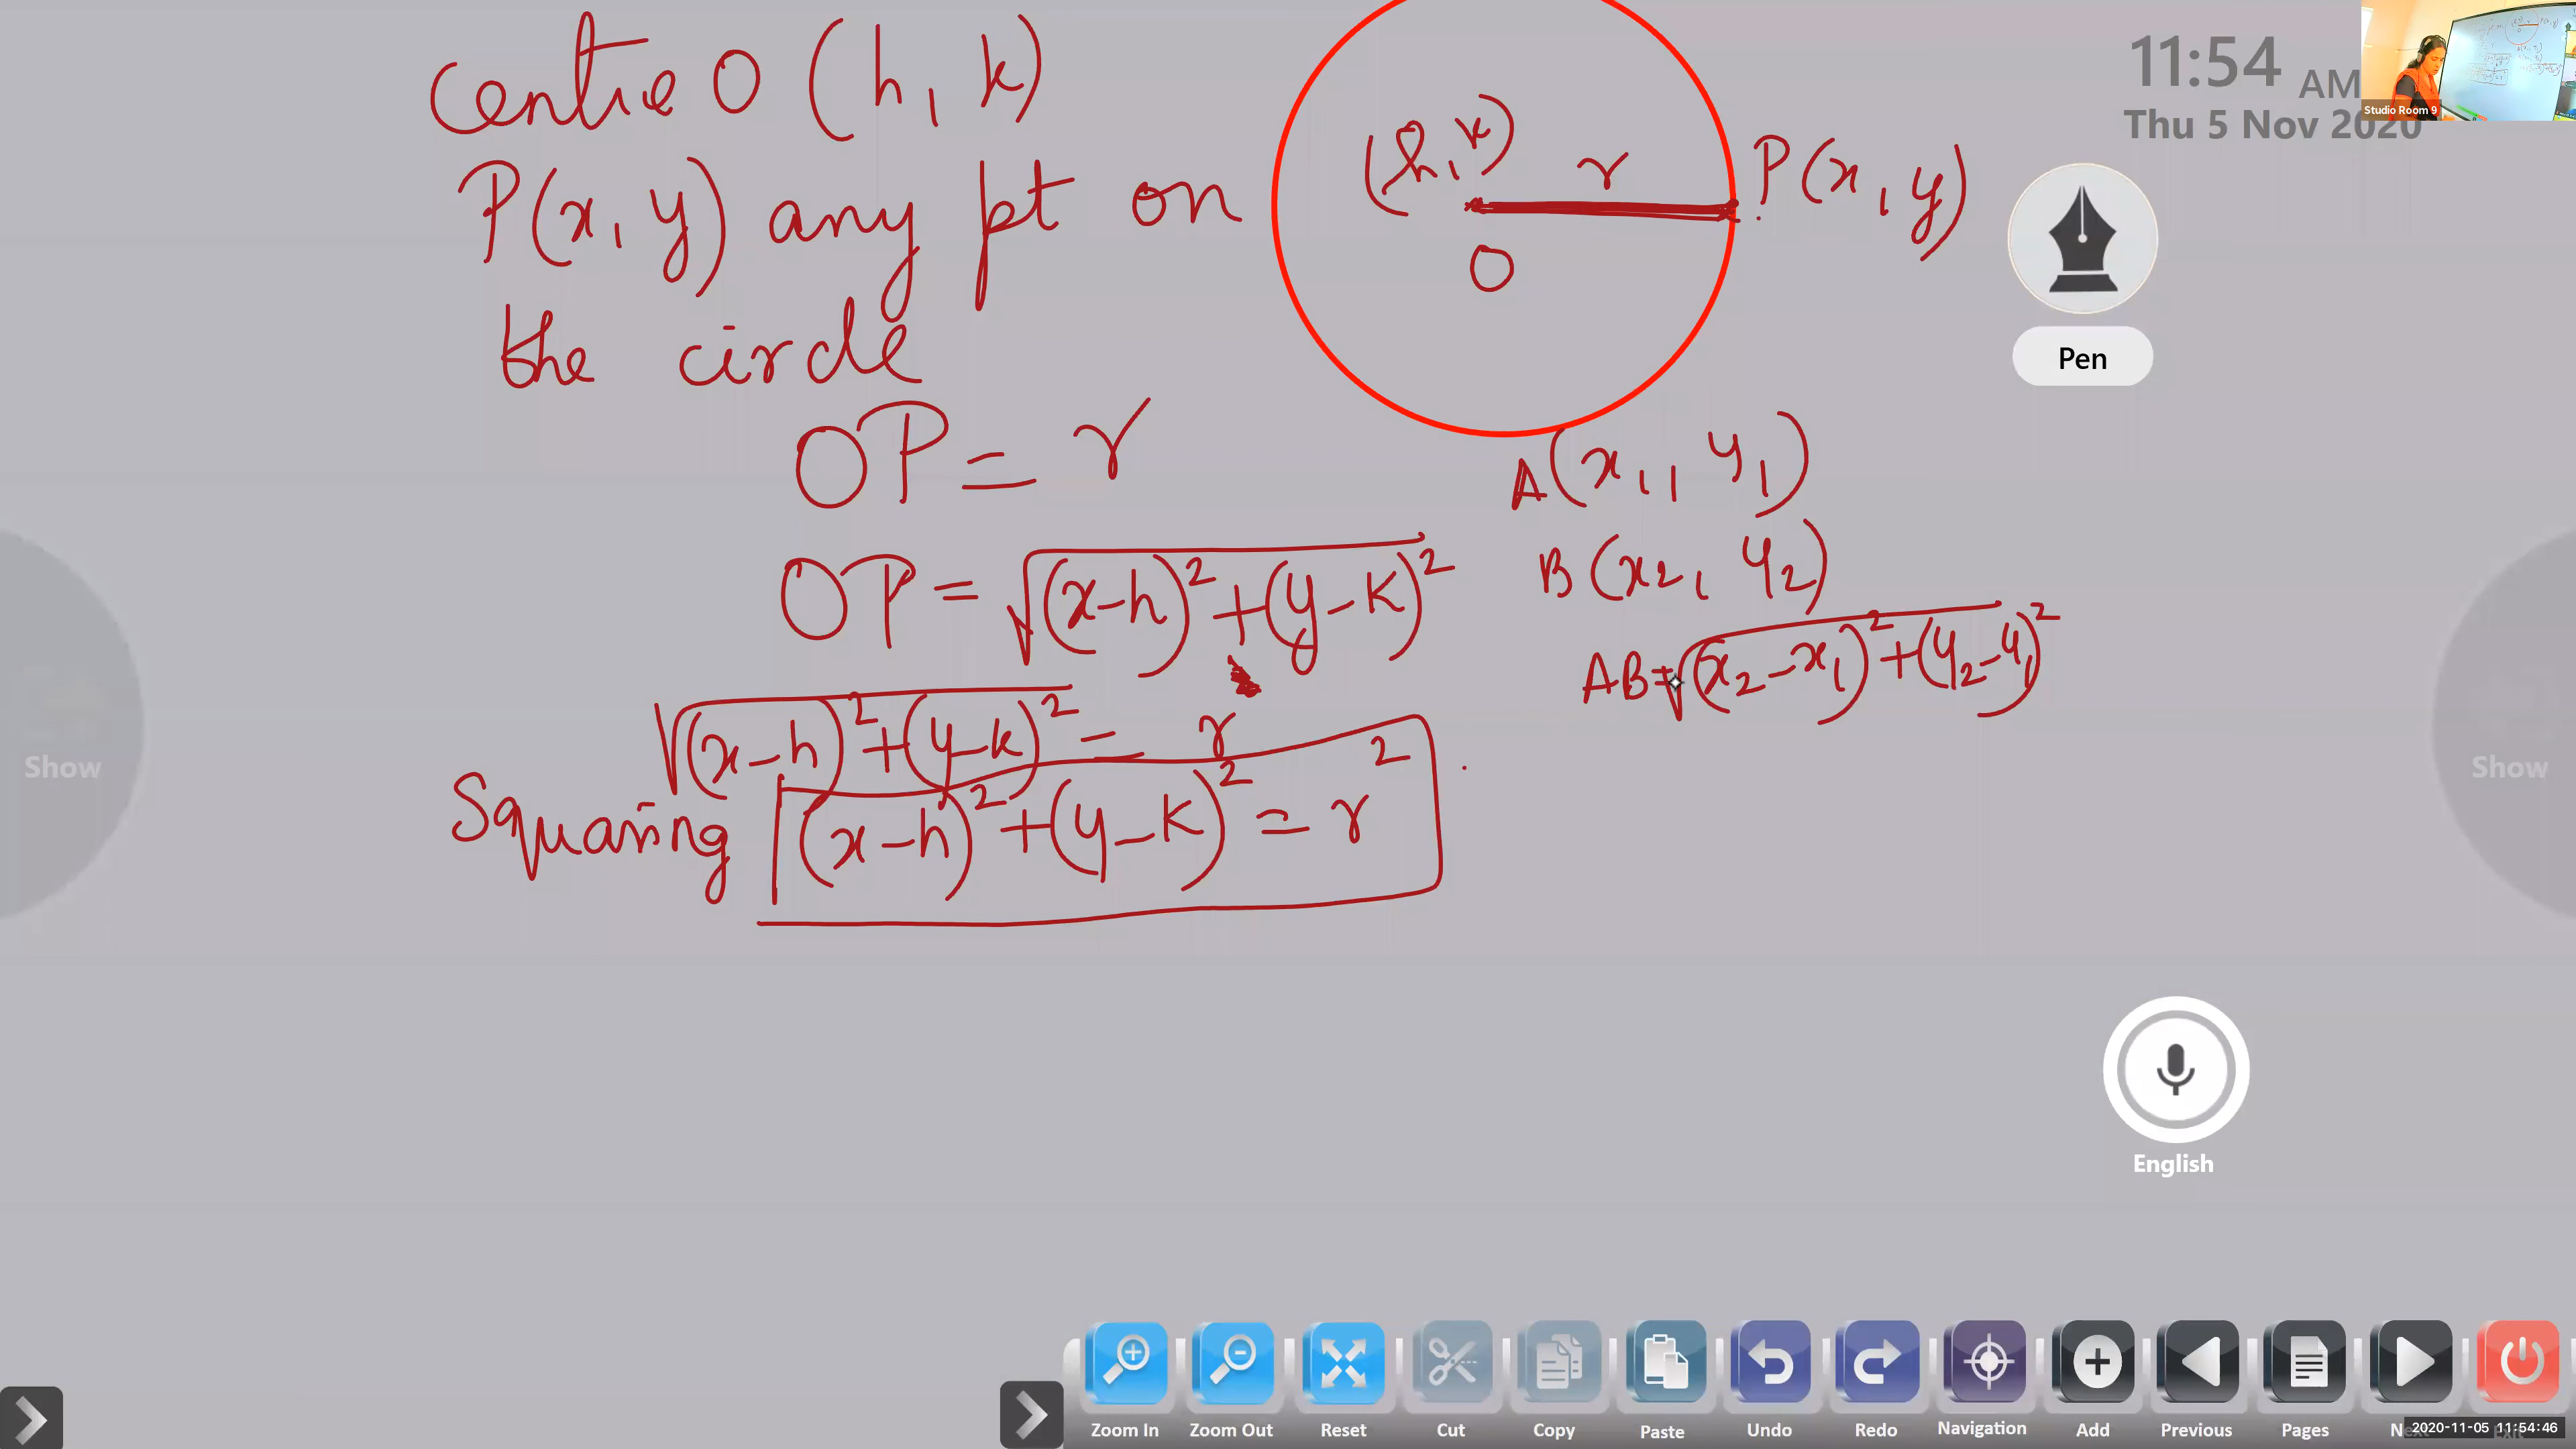 centre O (h, k)
P(x, y) any pt on
the circle
(h, k) r P(x, y)
O
OP = r
OP = √(x-h)² + (y-k)²
√(x-h)² + (y-k)² = r
Squaring (x-h)² + (y-k)² = r²
A(x₁, y₁)
B(x₂, y₂)
AB = √(x₂-x₁)² + (y₂-y₁)²
11:54 AM
Thu 5 Nov 2020
Studio Room 9
Pen
Show
Show
English
Zoom In Zoom Out Reset Cut Copy Paste Undo Redo Navigation Add Previous Pages
2020-11-05 11:54:46